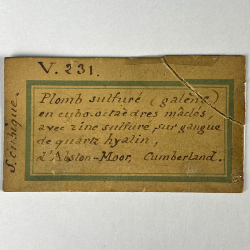 V. 231.
S. cubique.
Plomb sulfuré (galène)
en cubo-octaèdres mâclés,
avec zinc sulfuré, sur gangue
de quartz hyalin,
d'Alston-Moor, Cumberland.